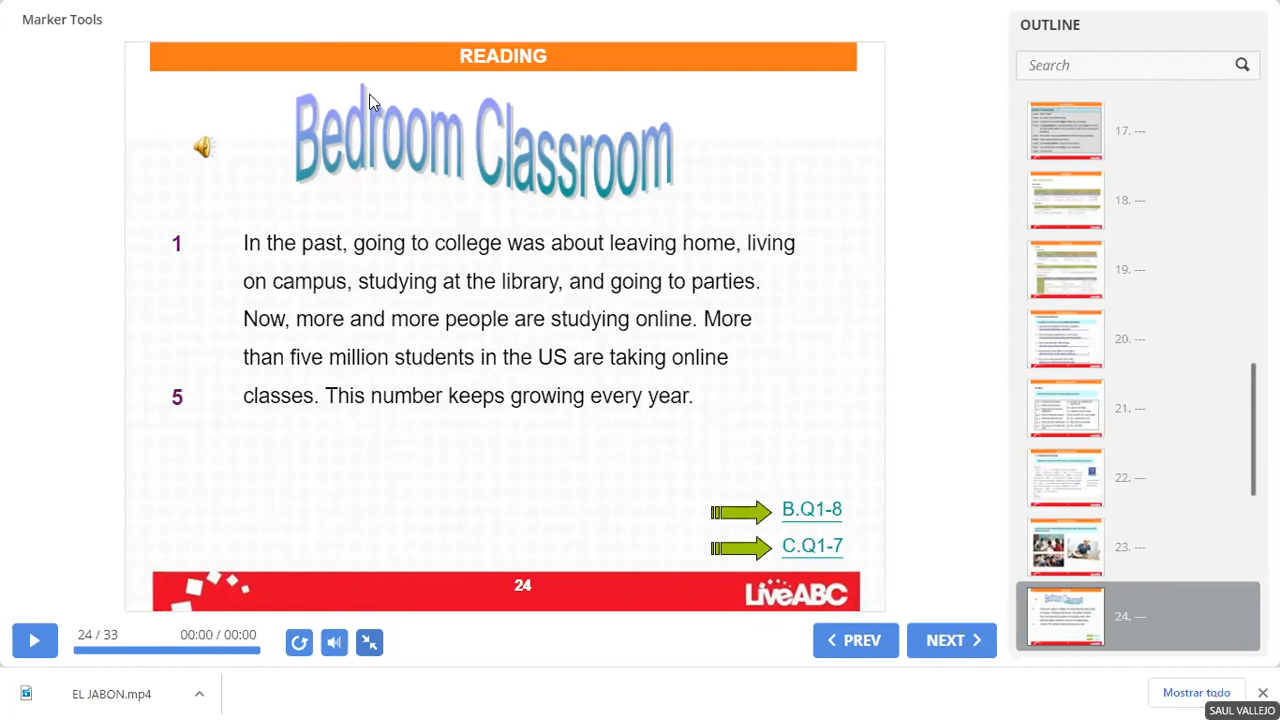 Marker Tools
OUTLINE
READING
Search
Bedroom Classroom
17. ---
18. ---
19. ---
20. ---
21. ---
22. ---
23. ---
24. ---
1 In the past, going to college was about leaving home, living
on campus, studying at the library, and going to parties.
Now, more and more people are studying online. More
than five million students in the US are taking online
5 classes. This number keeps growing every year.
B.Q1-8
C.Q1-7
24
LiveABC
24 / 33
00:00 / 00:00
PREV
NEXT
EL JABON.mp4
Mostrar todo
SAUL VALLEJO